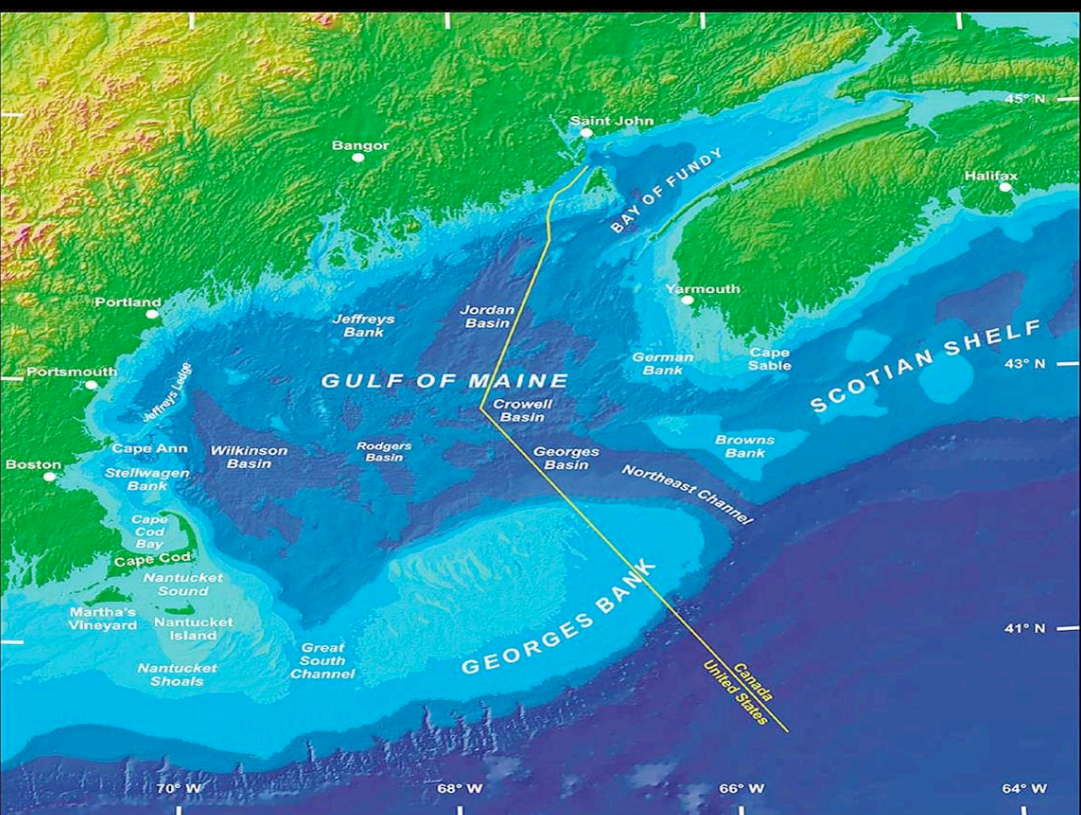 45° N
Saint John
Bangor
BAY OF FUNDY
Halifax
Yarmouth
Portland
Jordan
Basin
Jeffreys
Bank
SCOTIAN SHELF
German
Bank
Cape
Sable
43° N
Portsmouth
Jeffreys Ledge
GULF OF MAINE
Crowell
Basin
Browns
Bank
Cape Ann
Wilkinson
Basin
Rodgers
Basin
Georges
Basin
Northeast Channel
Boston
Stellwagen
Bank
Cape
Cod
Bay
Cape Cod
Nantucket
Sound
Martha's
Vineyard
Nantucket
Island
GEORGES BANK
41° N
Great
South
Channel
Nantucket
Shoals
Canada
United States
70° W
68° W
66° W
64° W